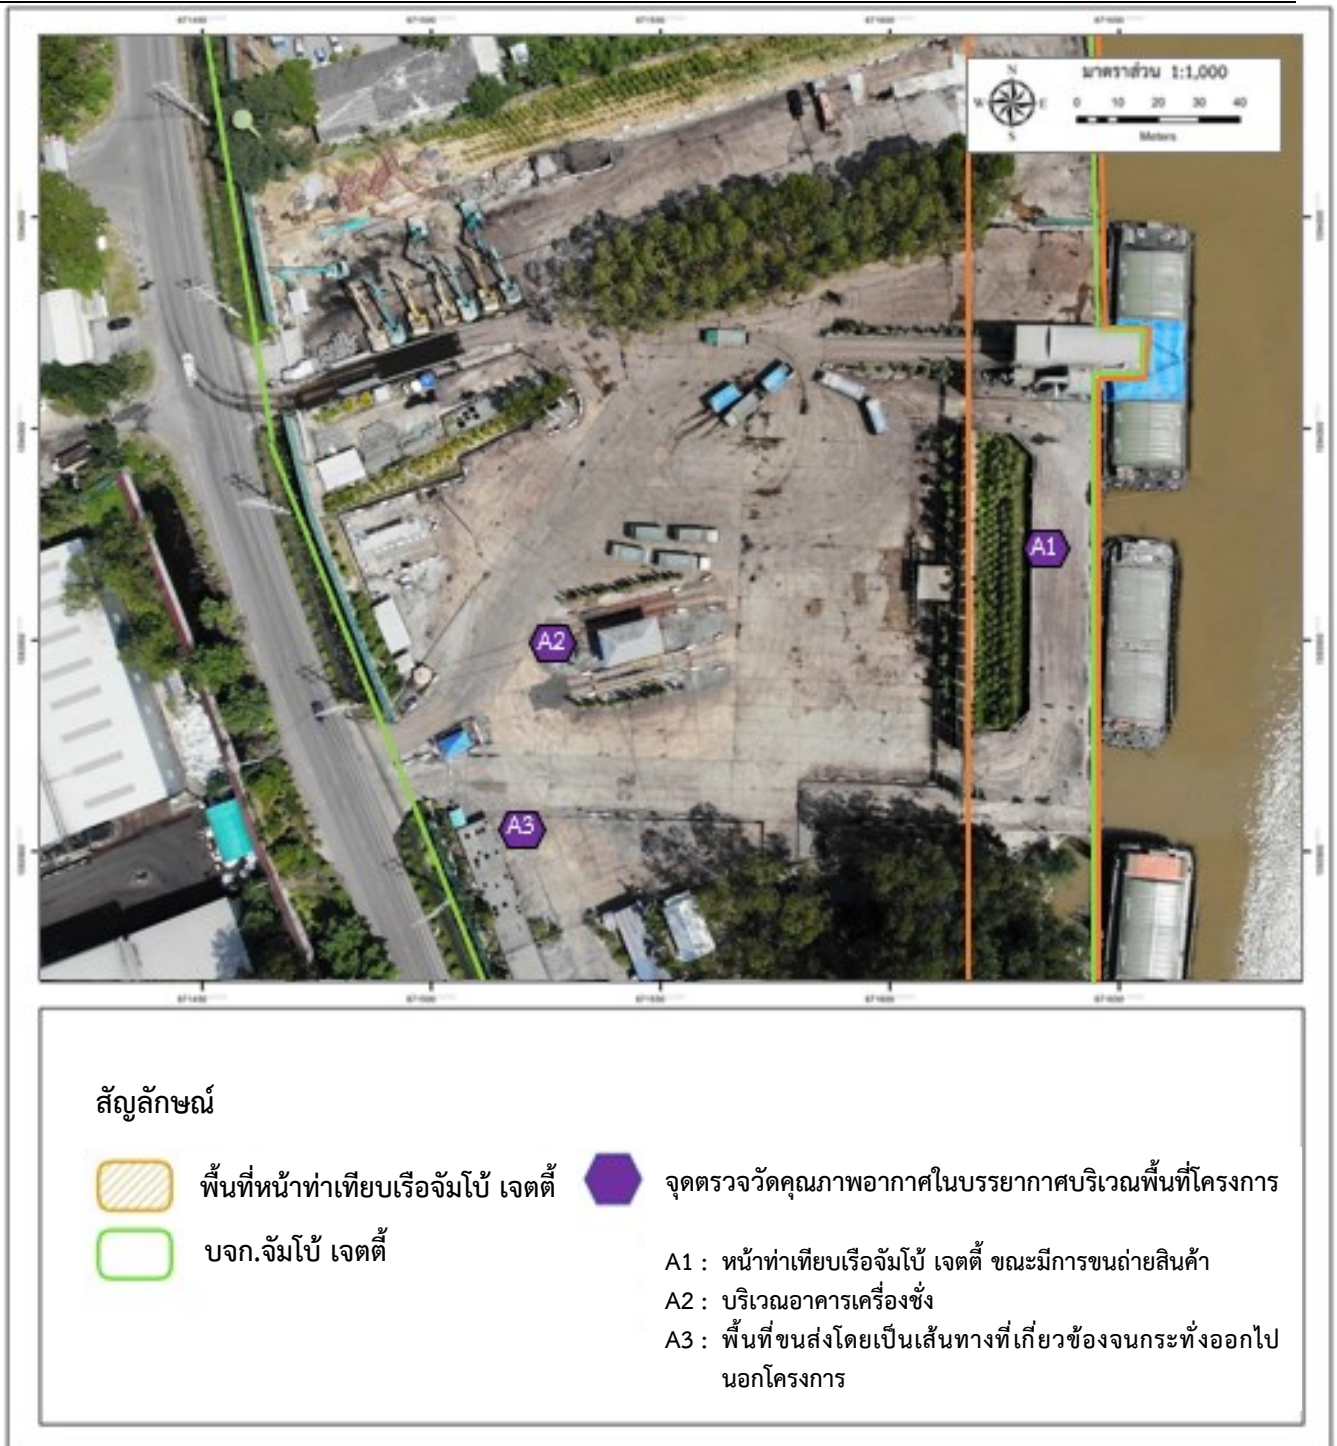 671450 671500 671550 671600 671650
มาตราส่วน 1:1,000
N
W E
S
0 10 20 30 40
Meters
A1
A2
A3
671450 671500 671550 671600 671650
สัญลักษณ์
พื้นที่หน้าท่าเทียบเรือจัมโบ้ เจตตี้
บจก.จัมโบ้ เจตตี้
จุดตรวจวัดคุณภาพอากาศในบรรยากาศบริเวณพื้นที่โครงการ
A1 : หน้าท่าเทียบเรือจัมโบ้ เจตตี้ ขณะมีการขนถ่ายสินค้า
A2 : บริเวณอาคารเครื่องชั่ง
A3 : พื้นที่ขนส่งโดยเป็นเส้นทางที่เกี่ยวข้องจนกระทั่งออกไป
นอกโครงการ